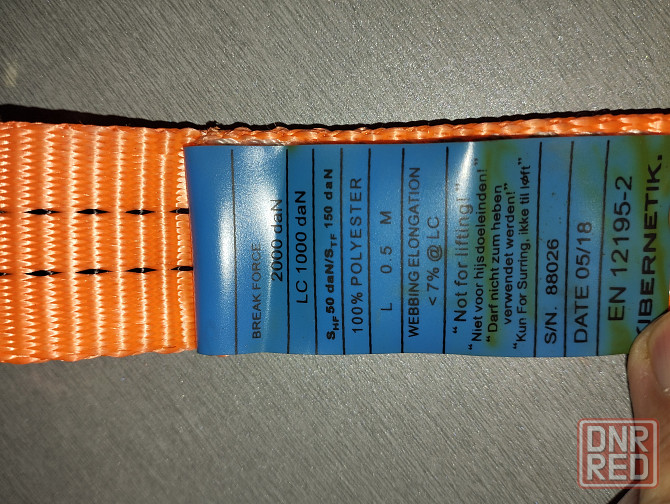 BREAK FORCE
2000 daN
LC 1000 daN
SHF 50 daN/STF 150 daN
100% POLYESTER
L 0.5 M
WEBBING ELONGATION
<7% @ LC
“ Not for lifting! ”
“ Niet voor hijsdoeleinden! ”
“ Darf nicht zum heben
verwendet werden! ”
“Kun For Surring, ikke til løft”
S/N. 88026
DATE 05/18
EN 12195-2
KIBERNETIK.
DNR
RED